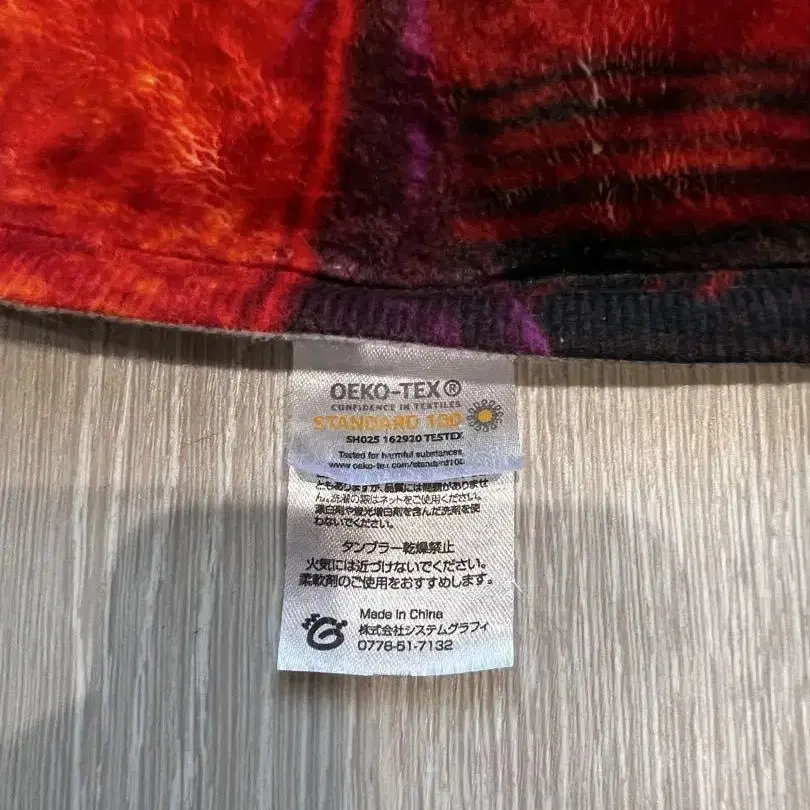 OEKO-TEX®
CONFIDENCE IN TEXTILES
STANDARD 100
SH025 162920 TESTEX
Tested for harmful substances
www.oeko-tex.com/standard100
ともありますが、品質には問題がありませ
ん。洗濯の際はネットをご使用ください。
漂白剤や蛍光増白剤を含んだ洗剤を使
わないでください。
タンブラー乾燥禁止
火気には近づけないでください。
柔軟剤のご使用をおすすめします。
Made in China
株式会社システムグラフィ
0778-51-7132